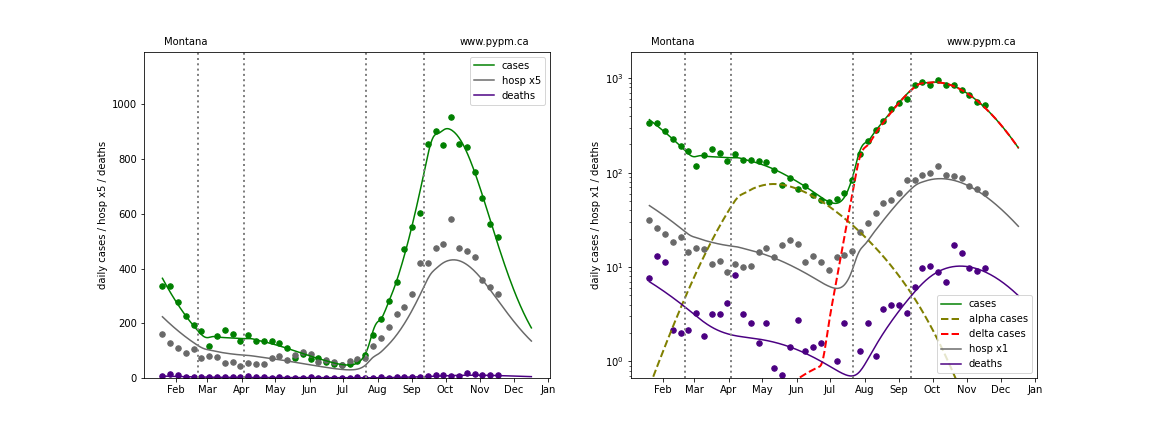 Montana www.pypm.ca
cases
hosp x5
deaths
daily cases / hosp x5 / deaths
1000
800
600
400
200
0
Feb Mar Apr May Jun Jul Aug Sep Oct Nov Dec Jan
Montana www.pypm.ca
daily cases / hosp x1 / deaths
10³
10²
10¹
10⁰
cases
alpha cases
delta cases
hosp x1
deaths
Feb Mar Apr May Jun Jul Aug Sep Oct Nov Dec Jan